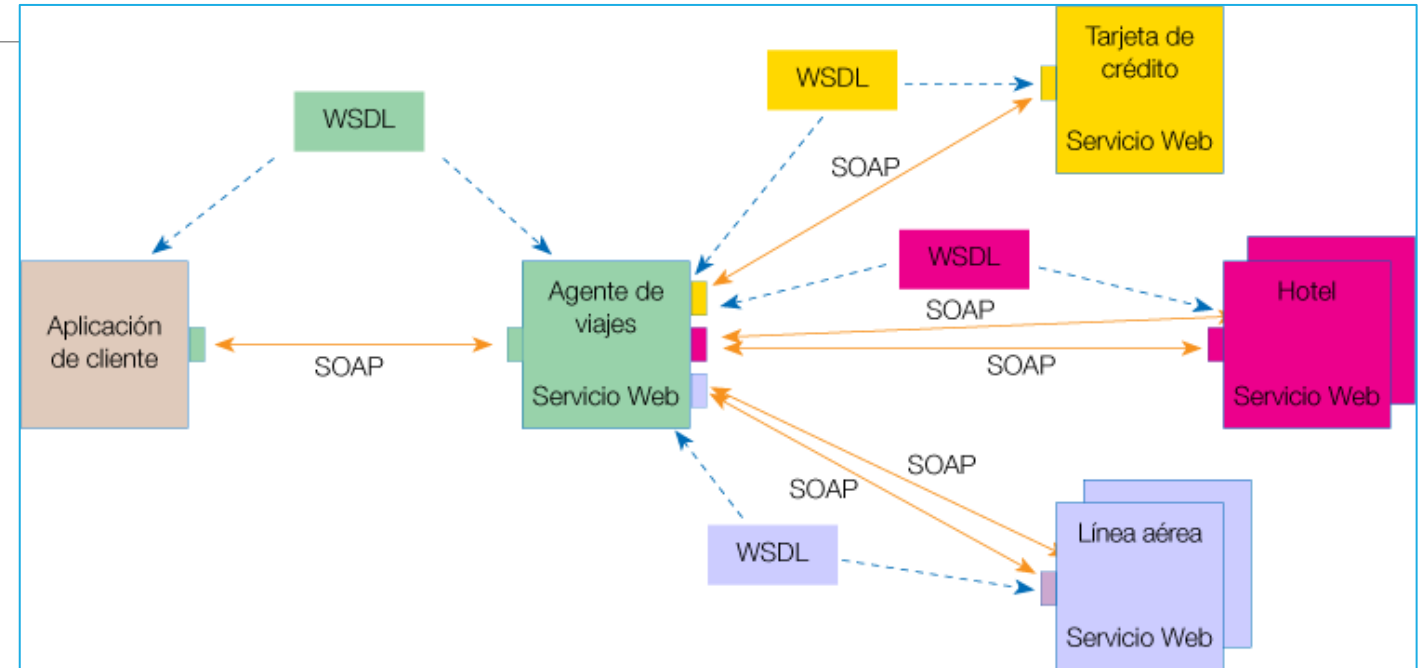 Tarjeta de
crédito
Servicio Web
WSDL
WSDL
SOAP
WSDL
Hotel
Servicio Web
SOAP
SOAP
Agente de
viajes
Servicio Web
Aplicación
de cliente
SOAP
SOAP
SOAP
WSDL
Línea aérea
Servicio Web